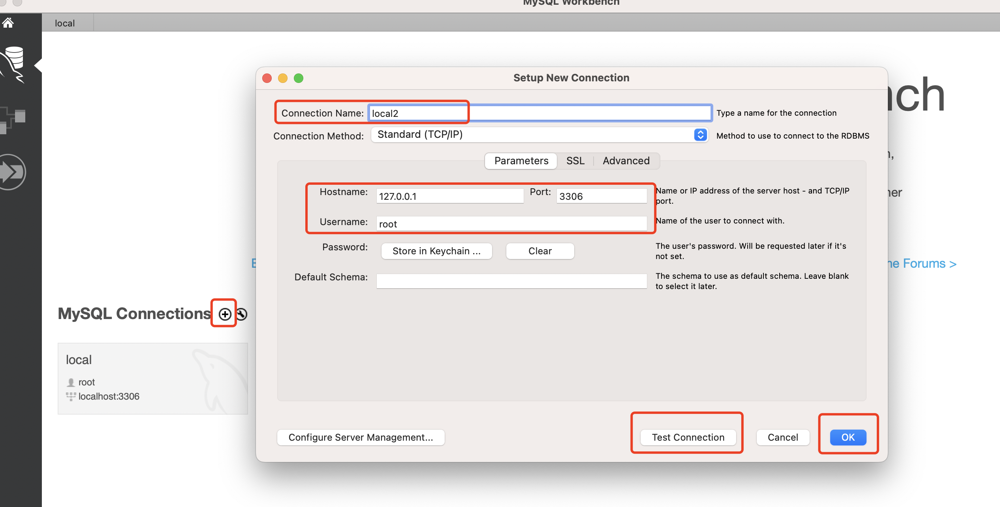 MySQL Workbench
local
Setup New Connection
Connection Name: local2 Type a name for the connection
Connection Method: Standard (TCP/IP) Method to use to connect to the RDBMS
Parameters SSL Advanced
Hostname: 127.0.0.1 Port: 3306 Name or IP address of the server host - and TCP/IP
port.
Username: root Name of the user to connect with.
Password: Store in Keychain ... Clear The user's password. Will be requested later if it's
not set.
Default Schema: The schema to use as default schema. Leave blank
to select it later.
Forums >
MySQL Connections
local
root
localhost:3306
Configure Server Management... Test Connection Cancel OK